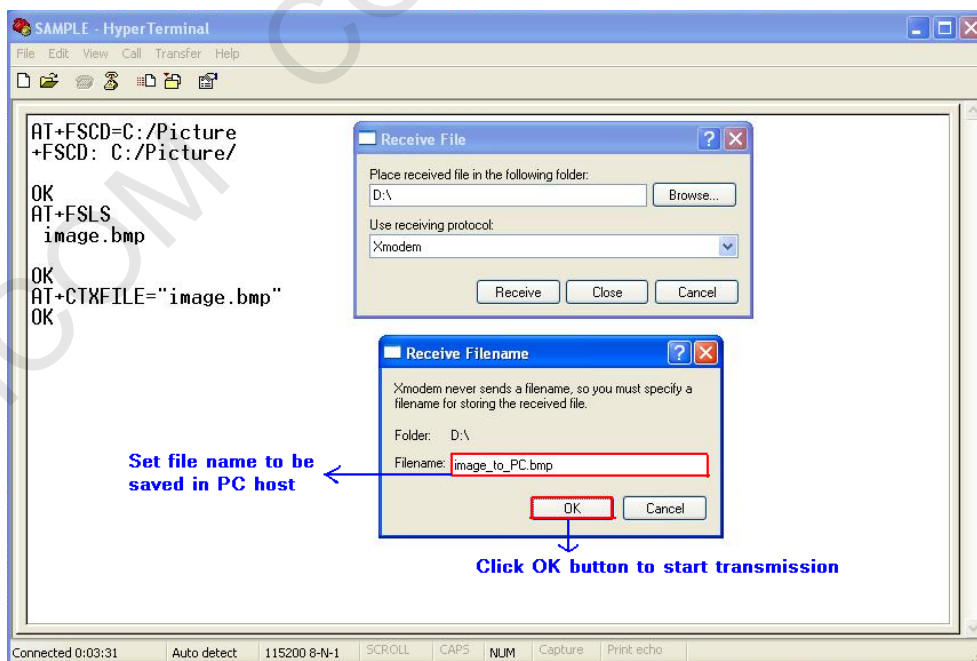 SAMPLE - HyperTerminal
File Edit View Call Transfer Help
AT+FSCD=C:/Picture
+FSCD: C:/Picture/
OK
AT+FSLS
image.bmp
OK
AT+CTXFILE="image.bmp"
OK
Receive File
Place received file in the following folder:
D:\
Browse...
Use receiving protocol:
Xmodem
Receive Close Cancel
Receive Filename
Xmodem never sends a filename, so you must specify a
filename for storing the received file.
Folder: D:\
Filename: image_to_PC.bmp
OK Cancel
Set file name to be
saved in PC host
Click OK button to start transmission
Connected 0:03:31 Auto detect 115200 8-N-1 SCROLL CAPS NUM Capture Print echo